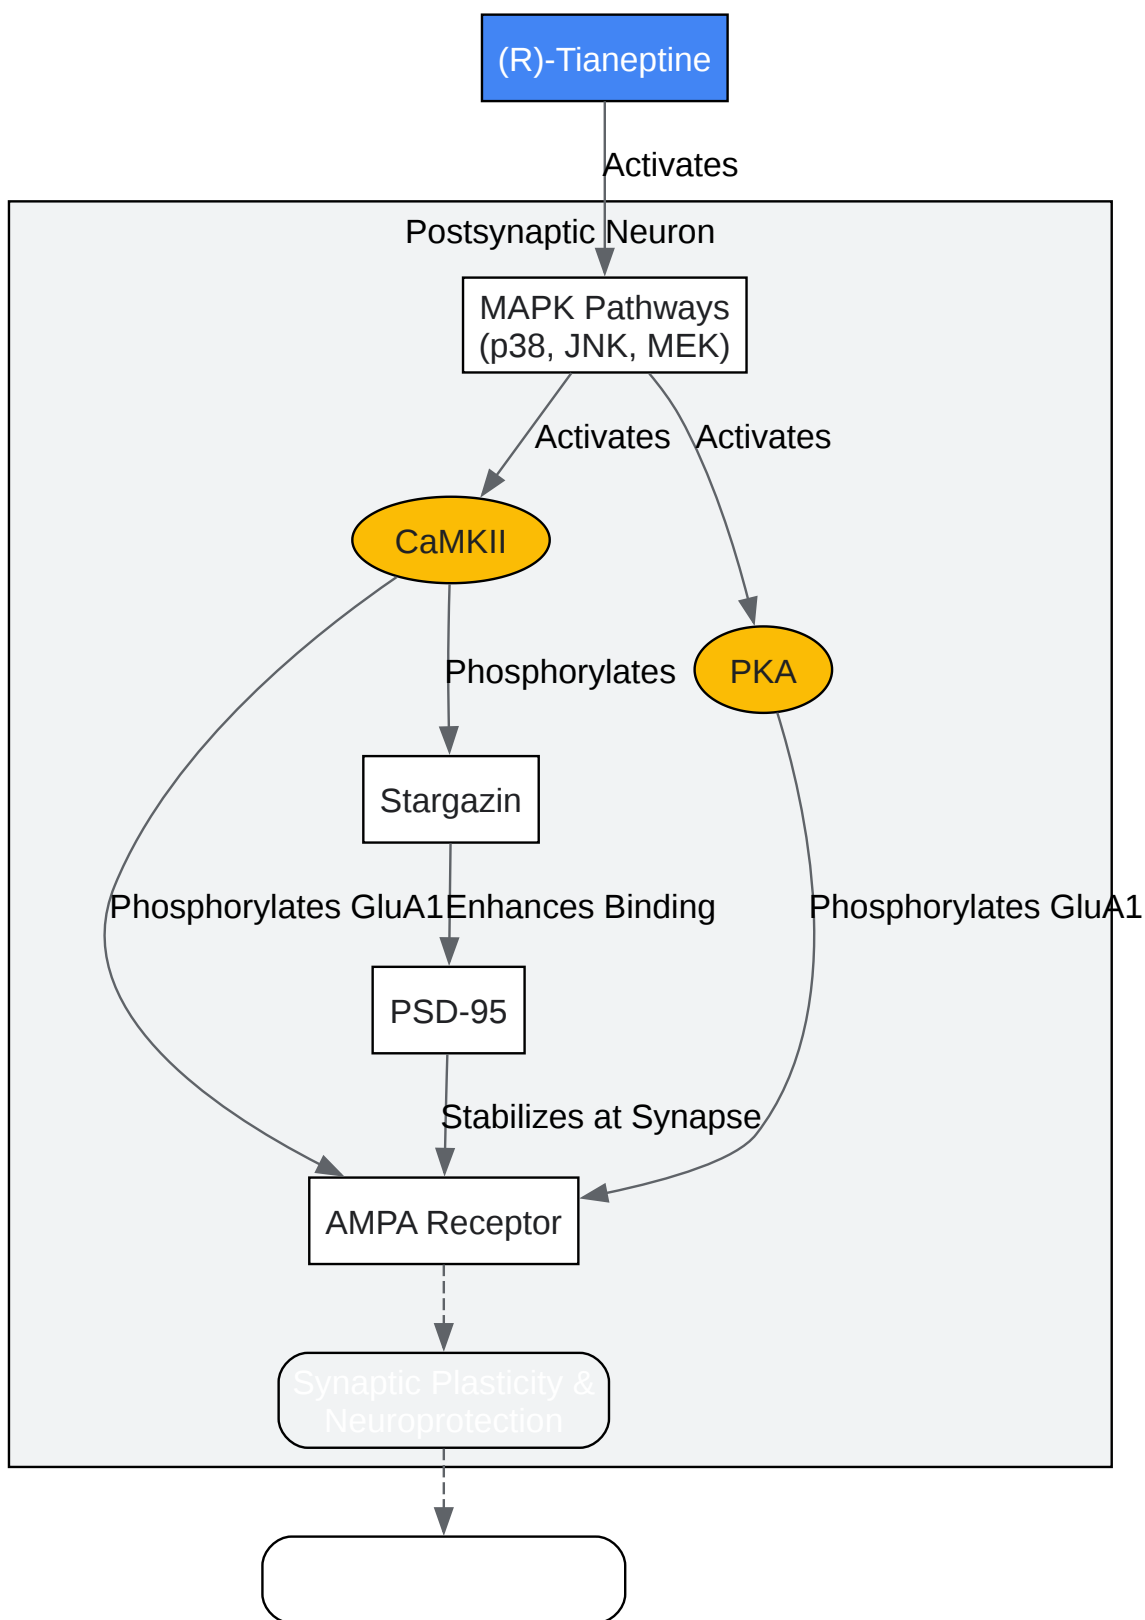 (R)-Tianeptine
Activates
Postsynaptic Neuron
MAPK Pathways
(p38, JNK, MEK)
Activates
Activates
CaMKII
Phosphorylates
PKA
Stargazin
Phosphorylates GluA1
Enhances Binding
Phosphorylates GluA1
PSD-95
Stabilizes at Synapse
AMPA Receptor
Synaptic Plasticity &
Neuroprotection